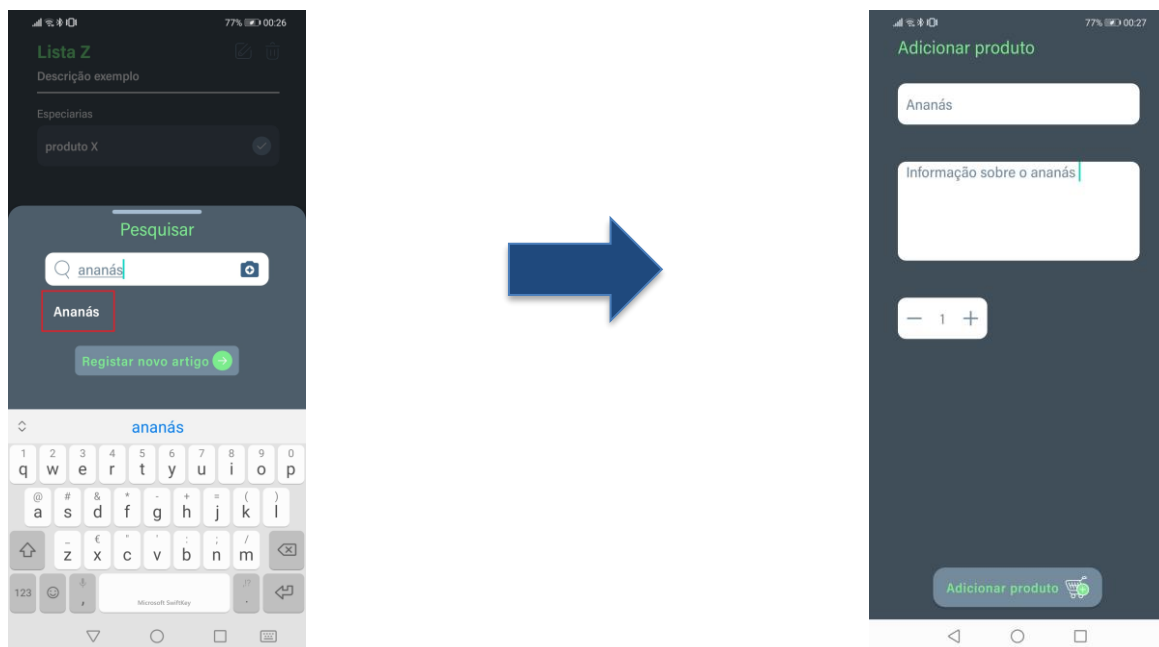 77% 00:26
Lista Z
Descrição exemplo
Especiarias
produto X
Pesquisar
ananás
Ananás
Registar novo artigo
ananás
1 2 3 4 5 6 7 8 9 0
q w e r t y u i o p
@ # & * - + = ( )
a s d f g h j k l
_ € " ' : ; /
z x c v b n m
123 , !? .
Microsoft SwiftKey
77% 00:27
Adicionar produto
Ananás
Informação sobre o ananás
1
Adicionar produto